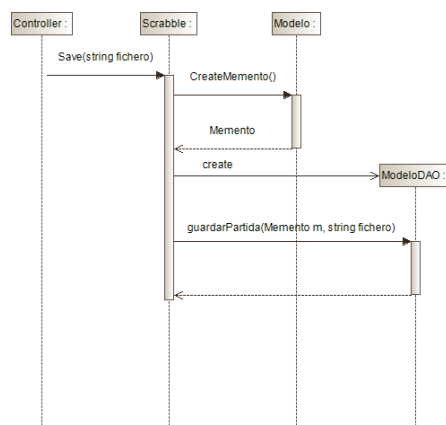 Controller :
Scrabble :
Modelo :
Save(string fichero)
CreateMemento()
Memento
create
ModeloDAO :
guardarPartida(Memento m, string fichero)